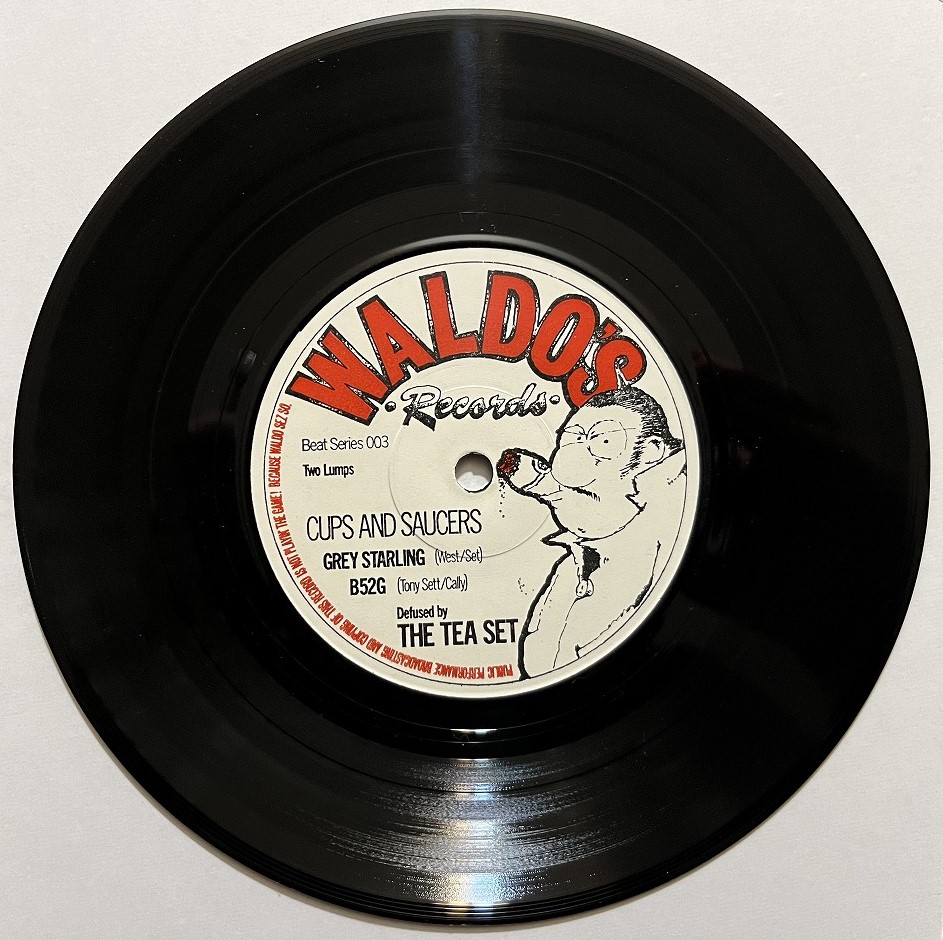 WALDO'S
·Records·
Beat Series 003
Two Lumps
CUPS AND SAUCERS
GREY STARLING (West/Set)
B52G (Tony Sett/Cally)
Defused by
THE TEA SET
PUBLIC PERFORMANCE BROADCASTING AND COPYING OF THIS RECORD IS NOT PLAYIN' THE GAME! BECAUSE WALDO SEZ SO.